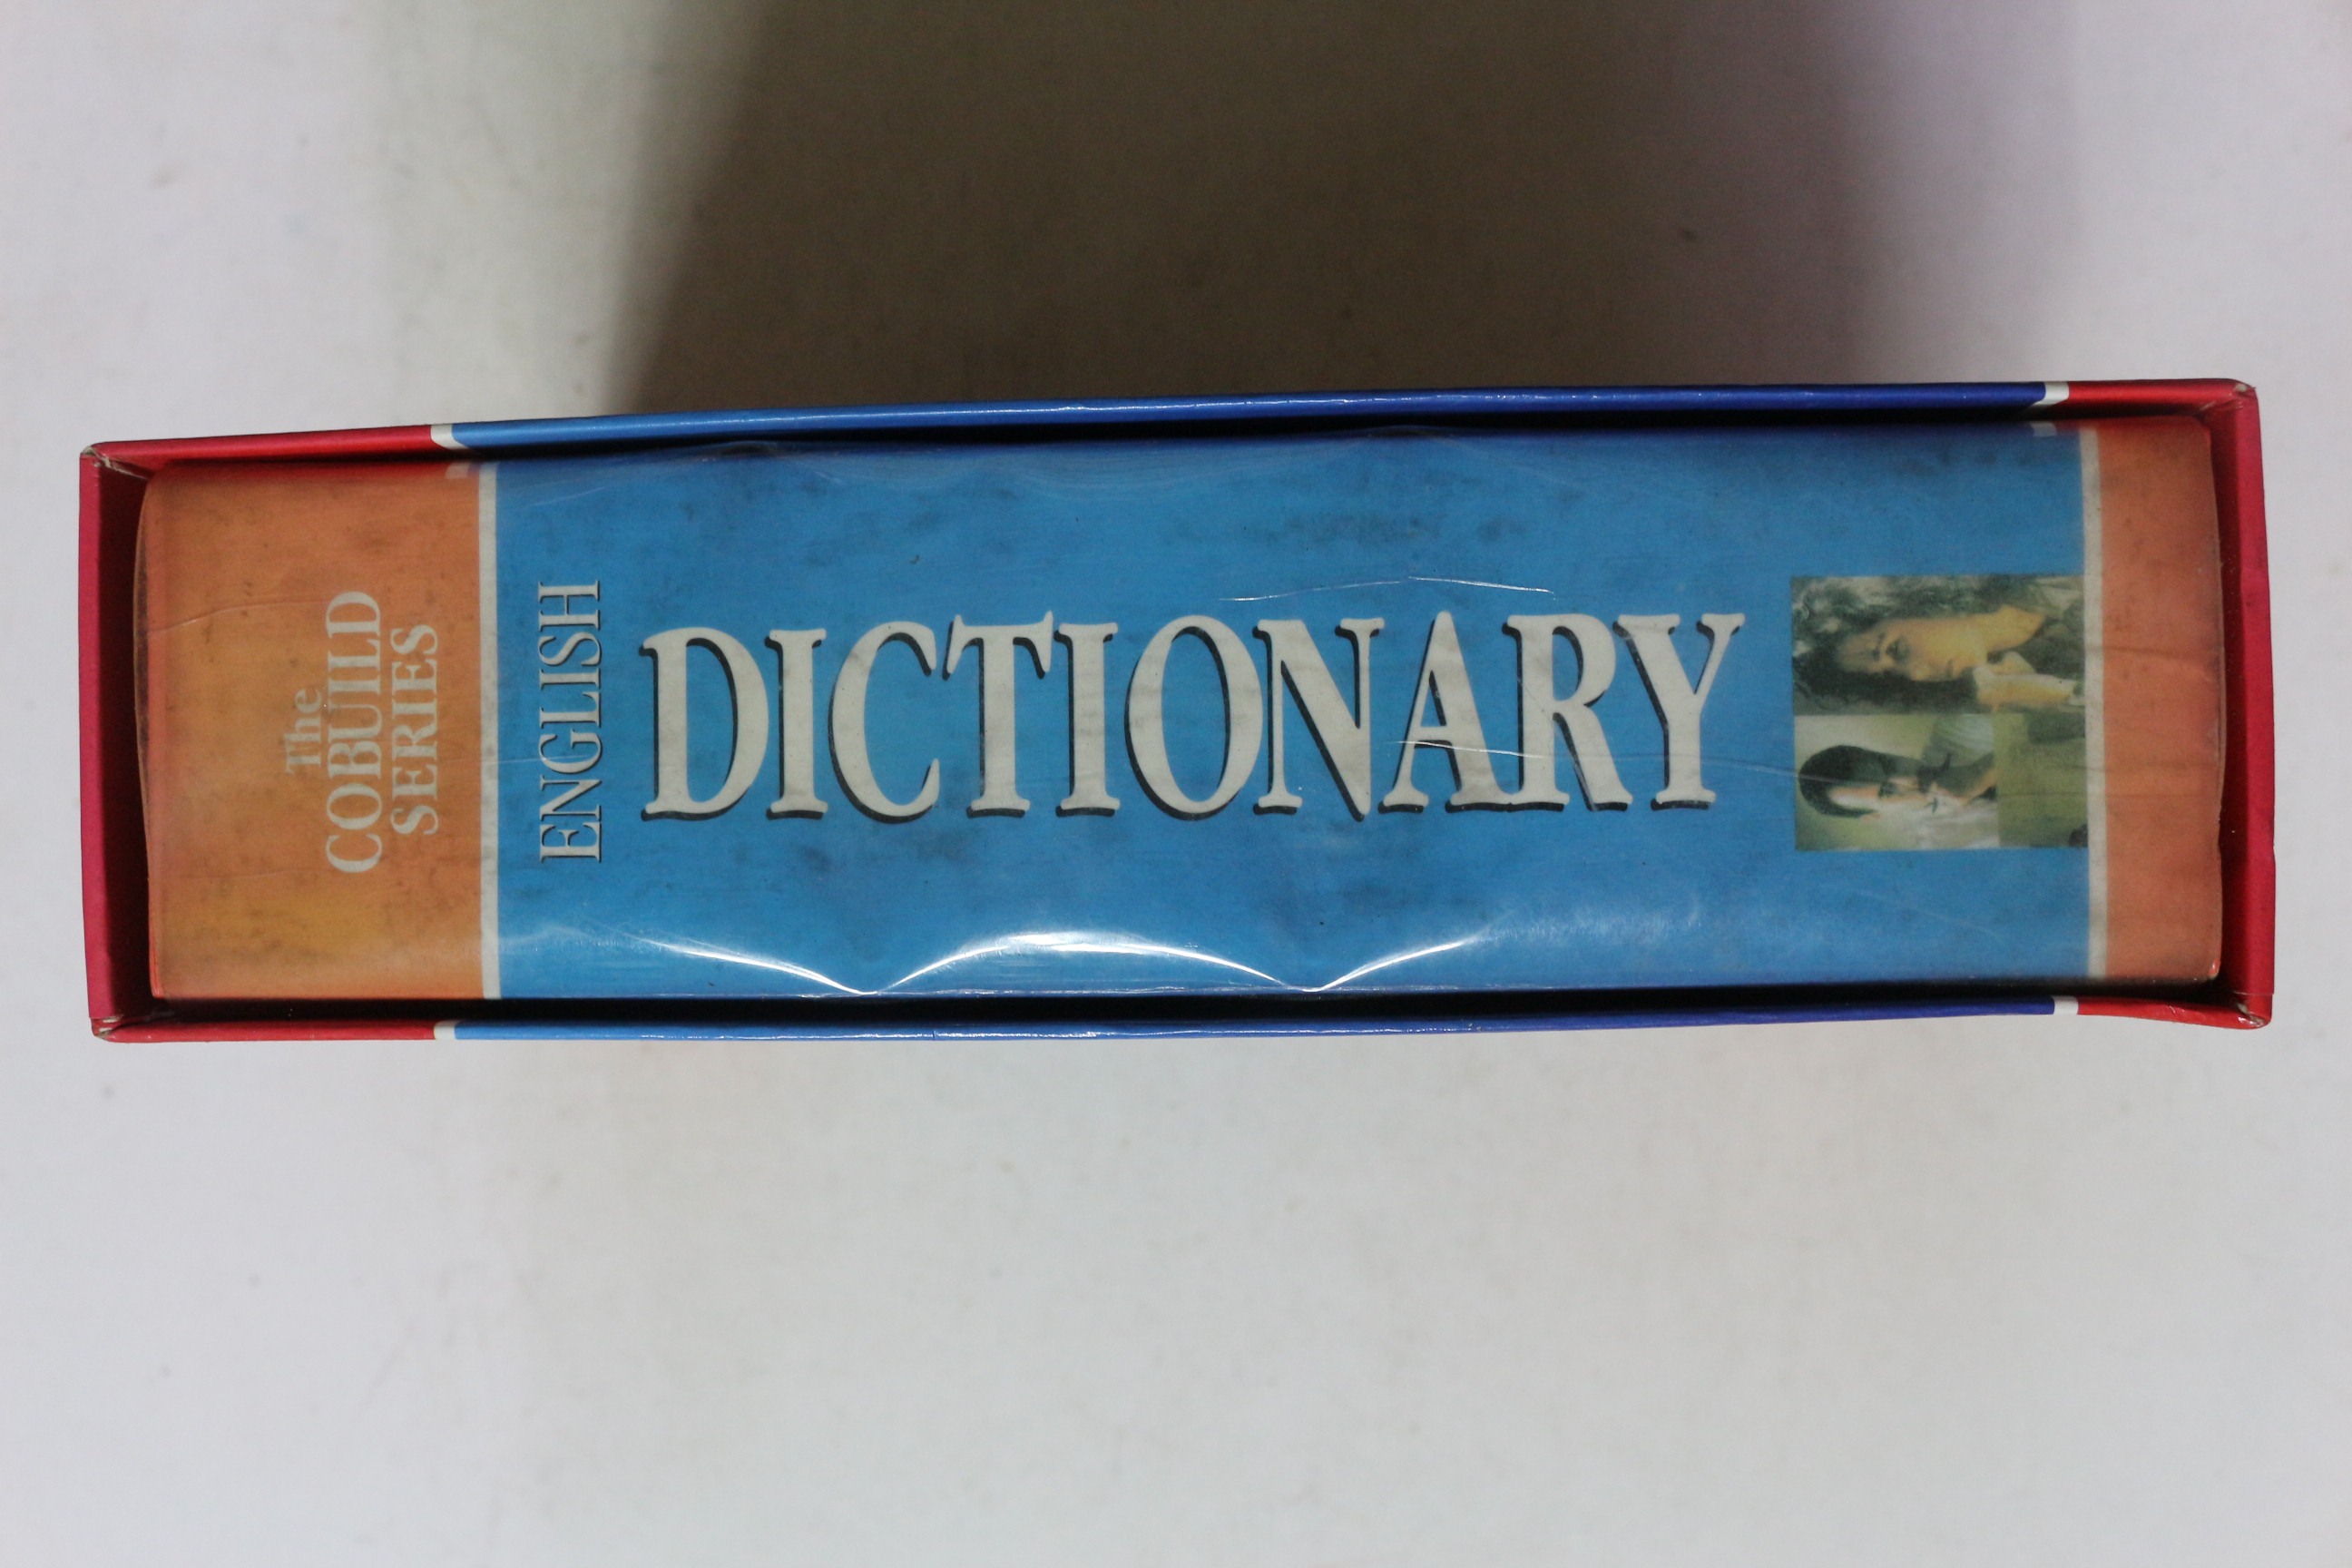 The
COBUILD
SERIES
ENGLISH
DICTIONARY